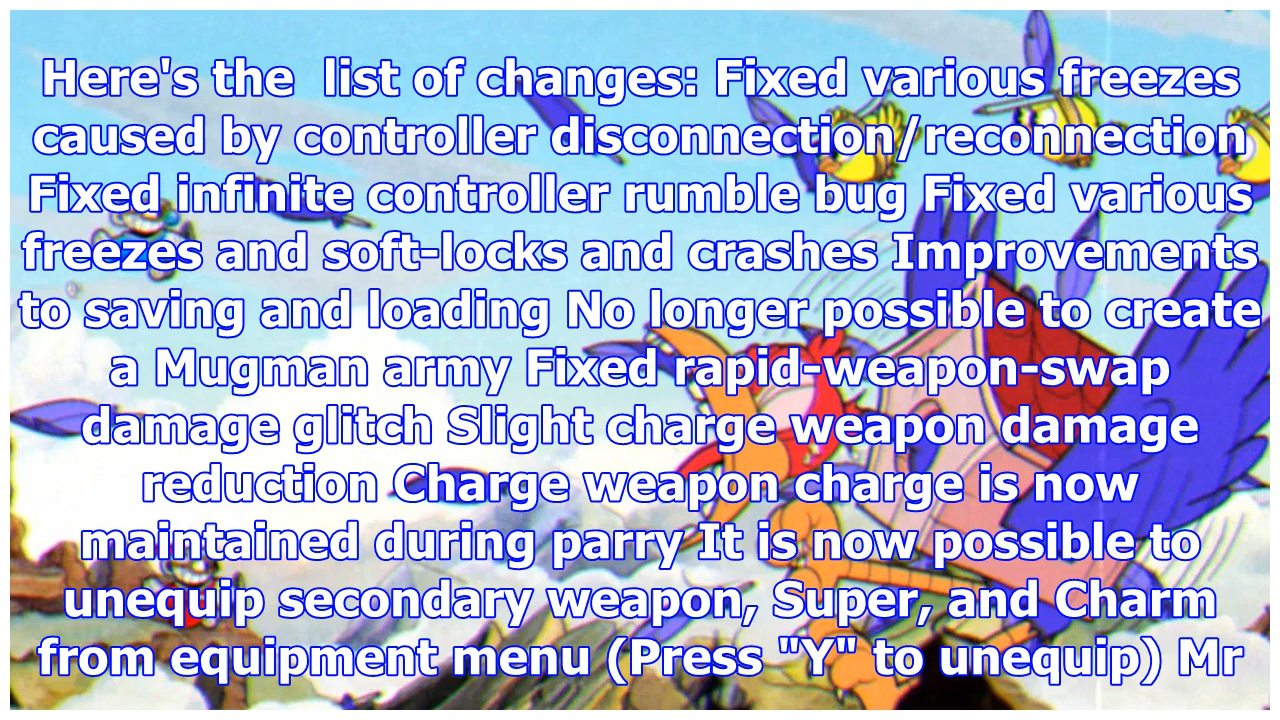 Here's the  list of changes: Fixed various freezes
caused by controller disconnection/reconnection
Fixed infinite controller rumble bug Fixed various
freezes and soft-locks and crashes Improvements
to saving and loading No longer possible to create
a Mugman army Fixed rapid-weapon-swap
damage glitch Slight charge weapon damage
reduction Charge weapon charge is now
maintained during parry It is now possible to
unequip secondary weapon, Super, and Charm
from equipment menu (Press "Y" to unequip) Mr